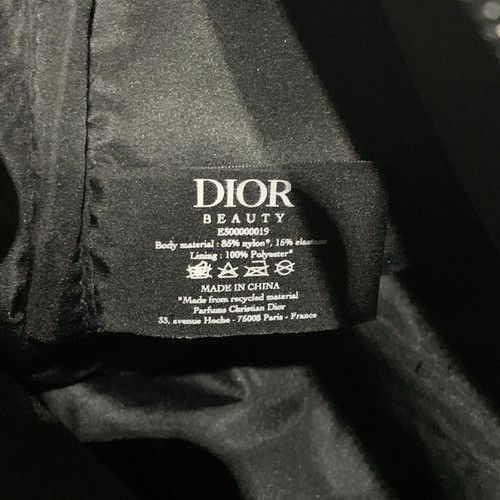 DIOR
BEAUTY
ES00000019
Body material : 85% nylon*, 15% elastane
Lining : 100% Polyester*
MADE IN CHINA
*Made from recycled material
Parfums Christian Dior
33, avenue Hoche - 75008 Paris - France